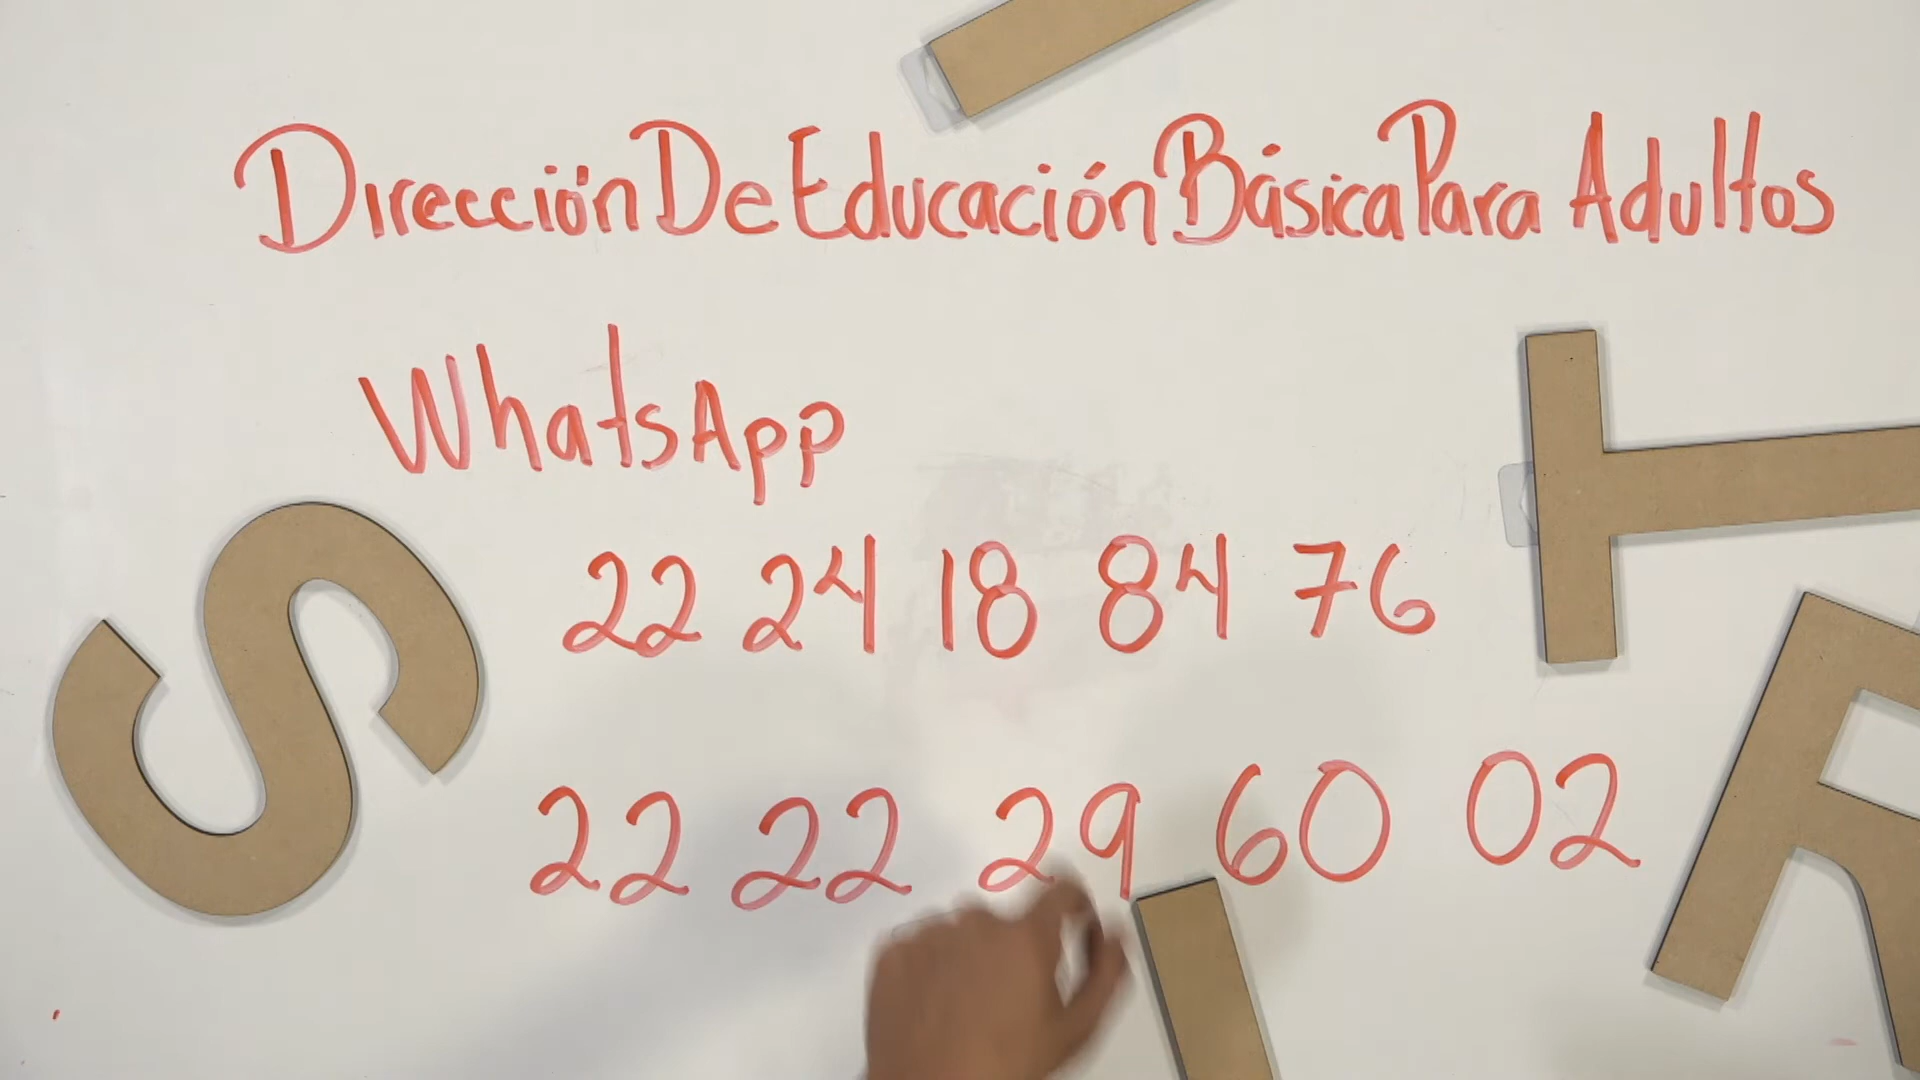 Dirección De Educación Básica Para Adultos
WhatsApp
22 24 18 84 76
22 22 29 60 02